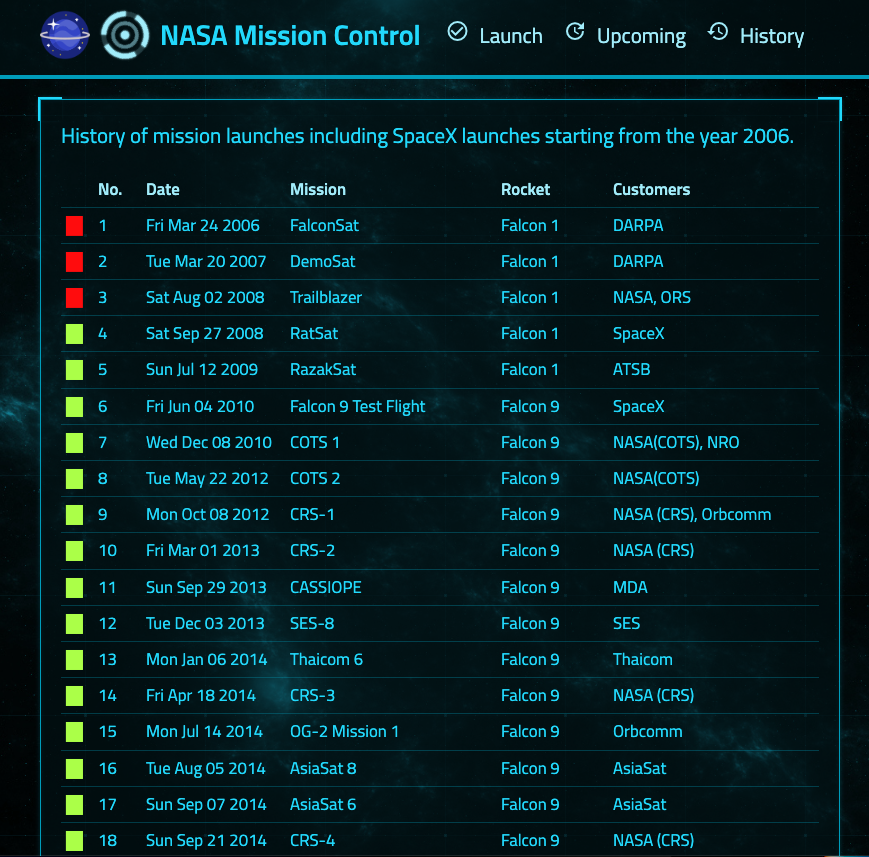 NASA Mission Control Launch Upcoming History
History of mission launches including SpaceX launches starting from the year 2006.
No. Date Mission Rocket Customers
1 Fri Mar 24 2006 FalconSat Falcon 1 DARPA
2 Tue Mar 20 2007 DemoSat Falcon 1 DARPA
3 Sat Aug 02 2008 Trailblazer Falcon 1 NASA, ORS
4 Sat Sep 27 2008 RatSat Falcon 1 SpaceX
5 Sun Jul 12 2009 RazakSat Falcon 1 ATSB
6 Fri Jun 04 2010 Falcon 9 Test Flight Falcon 9 SpaceX
7 Wed Dec 08 2010 COTS 1 Falcon 9 NASA(COTS), NRO
8 Tue May 22 2012 COTS 2 Falcon 9 NASA(COTS)
9 Mon Oct 08 2012 CRS-1 Falcon 9 NASA (CRS), Orbcomm
10 Fri Mar 01 2013 CRS-2 Falcon 9 NASA (CRS)
11 Sun Sep 29 2013 CASSIOPE Falcon 9 MDA
12 Tue Dec 03 2013 SES-8 Falcon 9 SES
13 Mon Jan 06 2014 Thaicom 6 Falcon 9 Thaicom
14 Fri Apr 18 2014 CRS-3 Falcon 9 NASA (CRS)
15 Mon Jul 14 2014 OG-2 Mission 1 Falcon 9 Orbcomm
16 Tue Aug 05 2014 AsiaSat 8 Falcon 9 AsiaSat
17 Sun Sep 07 2014 AsiaSat 6 Falcon 9 AsiaSat
18 Sun Sep 21 2014 CRS-4 Falcon 9 NASA (CRS)